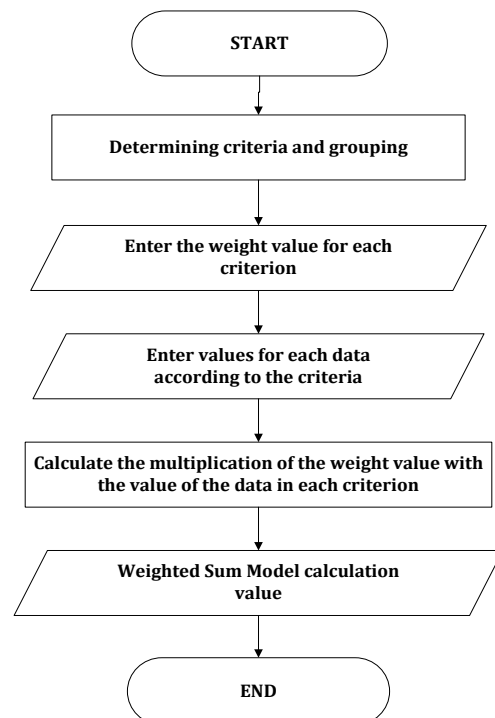 START
Determining criteria and grouping
Enter the weight value for each
criterion
Enter values for each data
according to the criteria
Calculate the multiplication of the weight value with
the value of the data in each criterion
Weighted Sum Model calculation
value
END